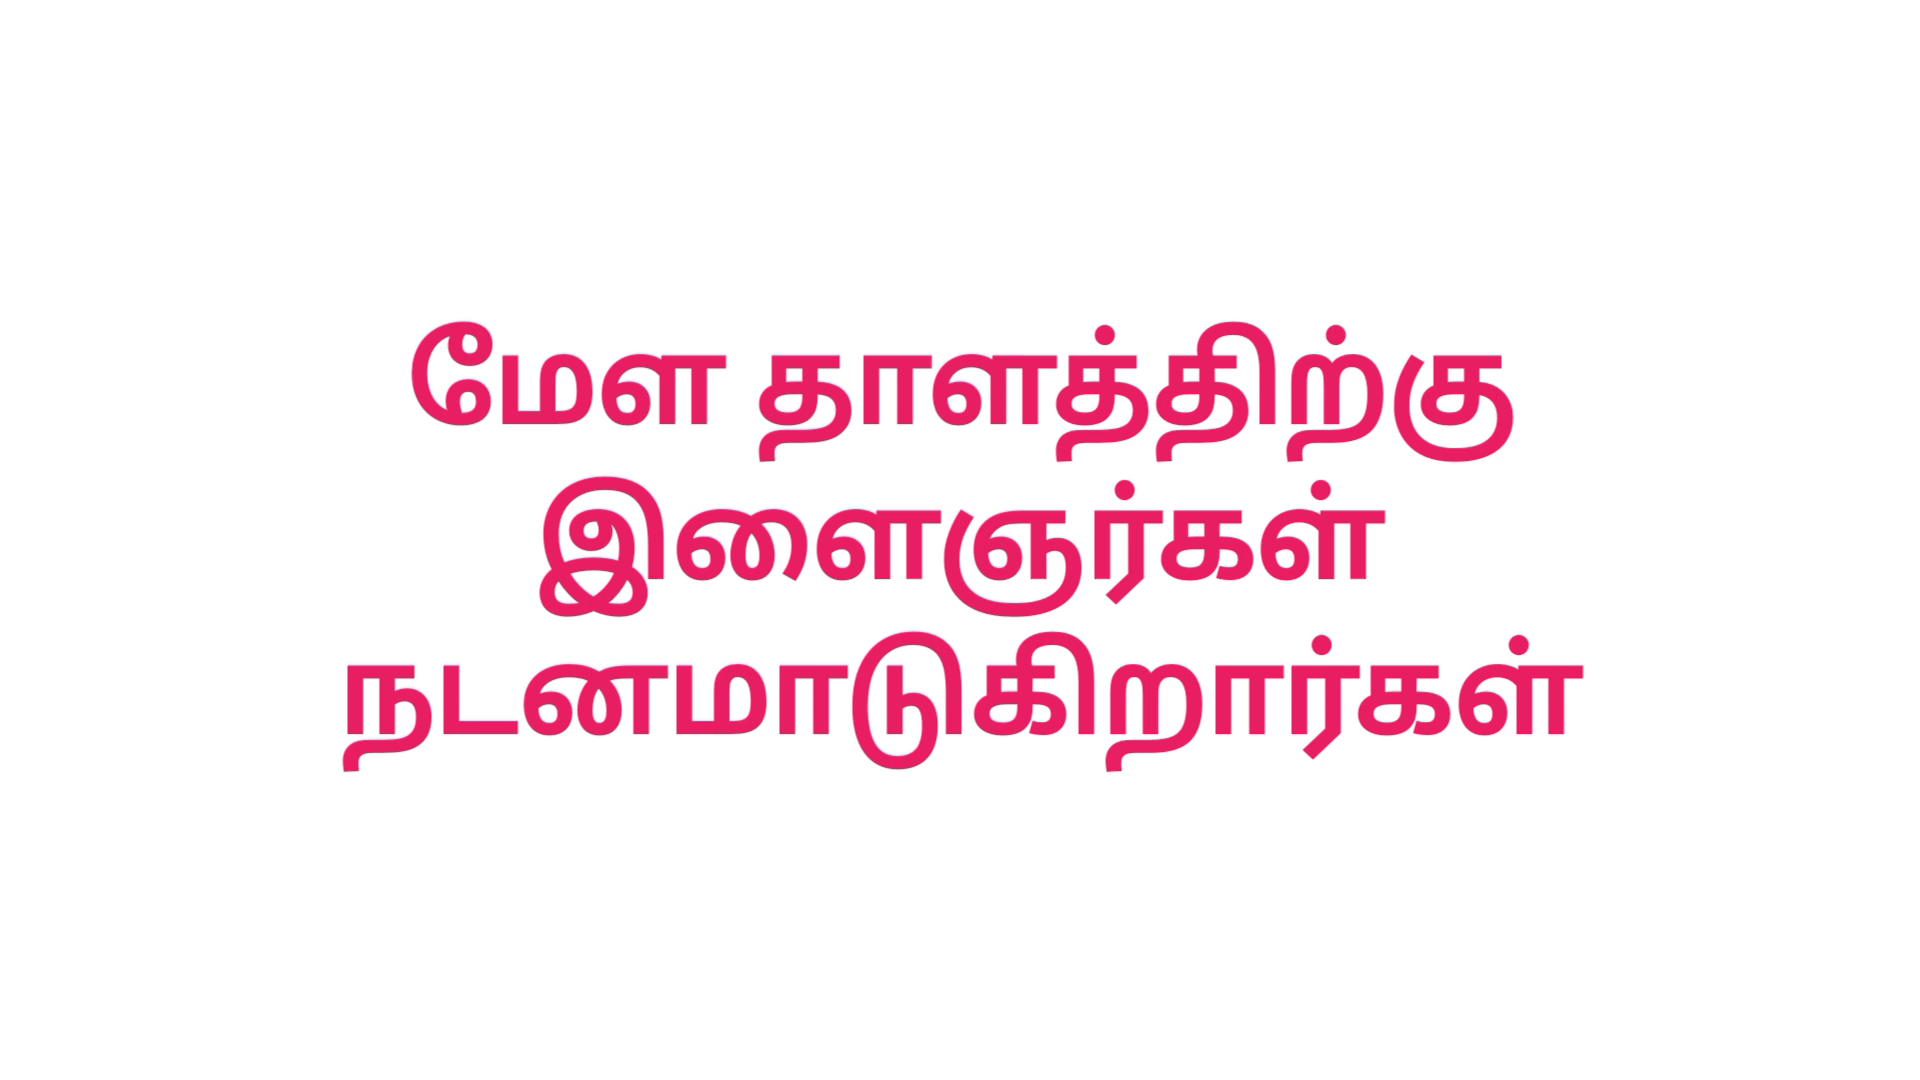 மேள தாளத்திற்கு
இளைஞர்கள்
நடனமாடுகிறார்கள்